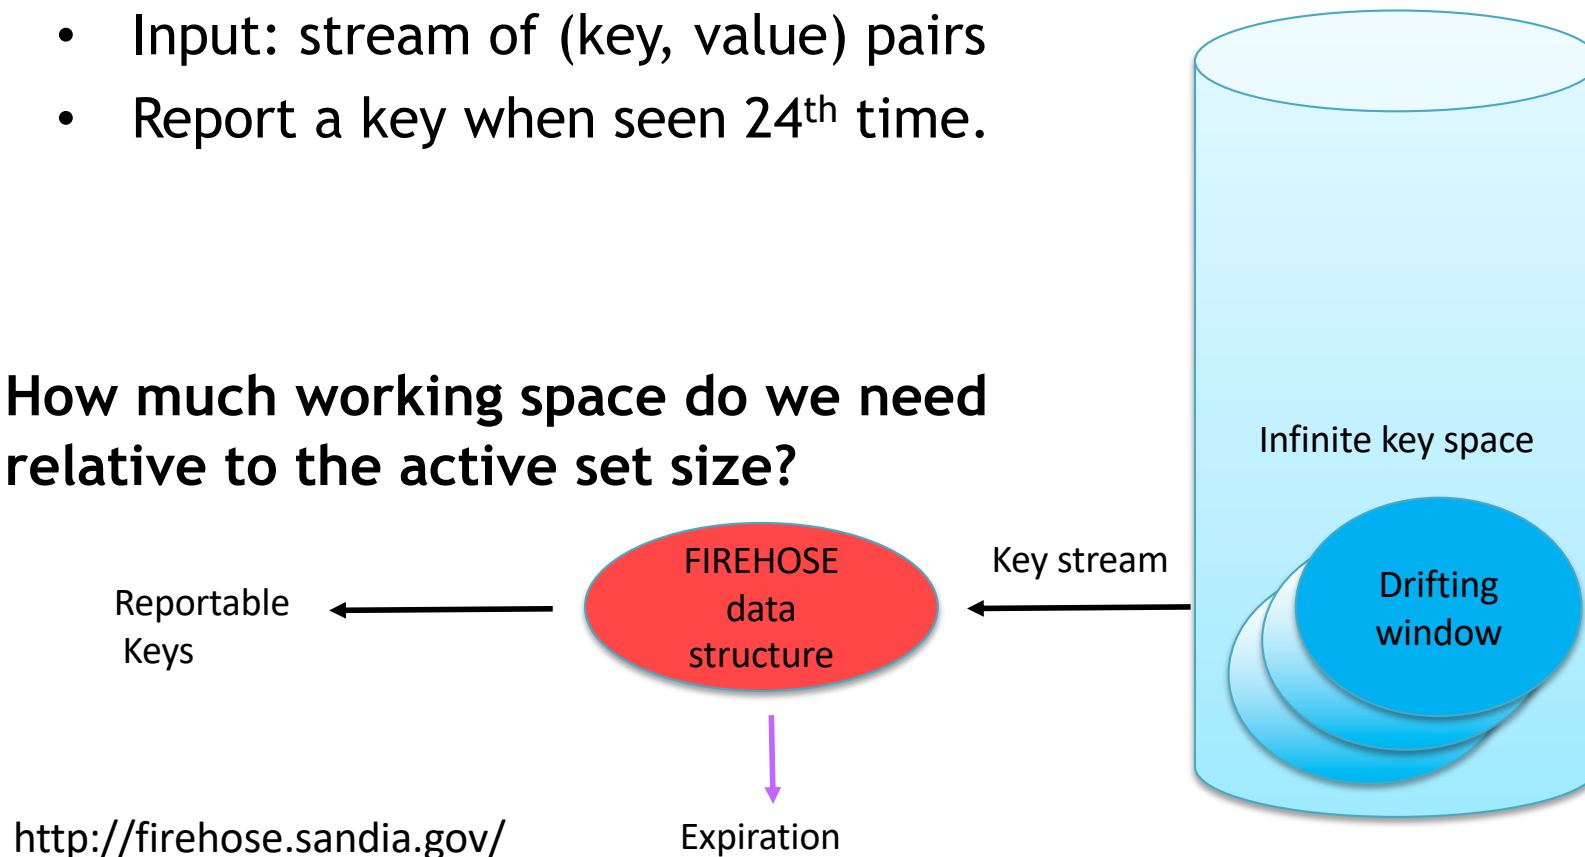 • Input: stream of (key, value) pairs
• Report a key when seen 24th time.
How much working space do we need
relative to the active set size?
Infinite key space
Drifting
window
Key stream
FIREHOSE
data
structure
Reportable
Keys
Expiration
http://firehose.sandia.gov/